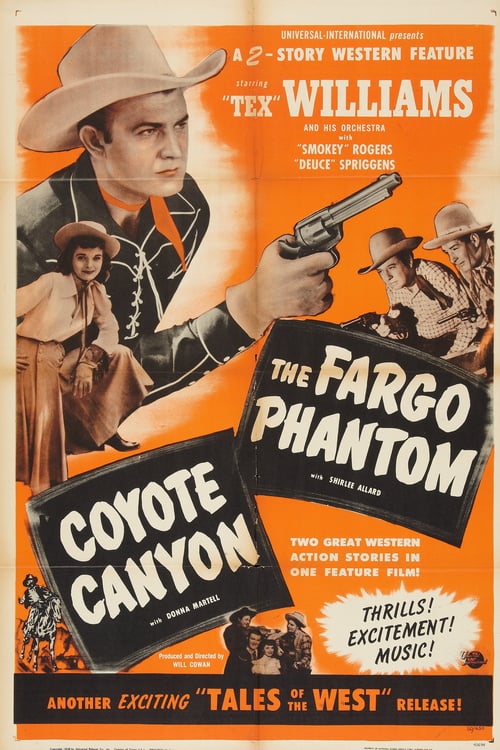 UNIVERSAL-INTERNATIONAL presents
A 2-STORY WESTERN FEATURE
starring
"TEX" WILLIAMS
AND HIS ORCHESTRA
with
"SMOKEY" ROGERS
"DEUCE" SPRIGGENS
THE FARGO
PHANTOM
with SHIRLEE ALLARD
COYOTE
CANYON
with DONNA MARTELL
TWO GREAT WESTERN
ACTION STORIES IN
ONE FEATURE FILM!
THRILLS!
EXCITEMENT!
MUSIC!
Produced and Directed by
WILL COWAN
ANOTHER EXCITING "TALES OF THE WEST" RELEASE!